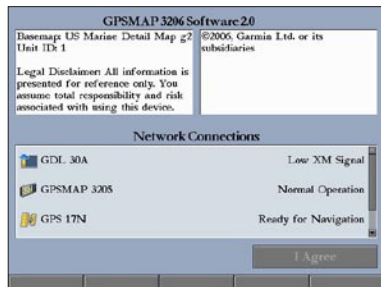 GPSMAP 3206 Software 2.0
Basemap: US Marine Detail Map g2
Unit ID: 1
Legal Disclaimer: All information is
presented for reference only. You
assume total responsibility and risk
associated with using this device.
©2006, Garmin Ltd. or its
subsidiaries
Network Connections
GDL 30A Low XM Signal
GPSMAP 3205 Normal Operation
GPS 17N Ready for Navigation
I Agree